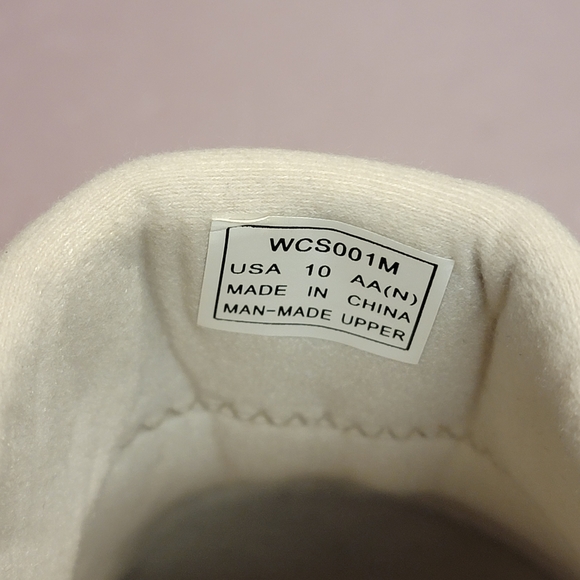 WCS001M
USA 10 AA(N)
MADE IN CHINA
MAN-MADE UPPER